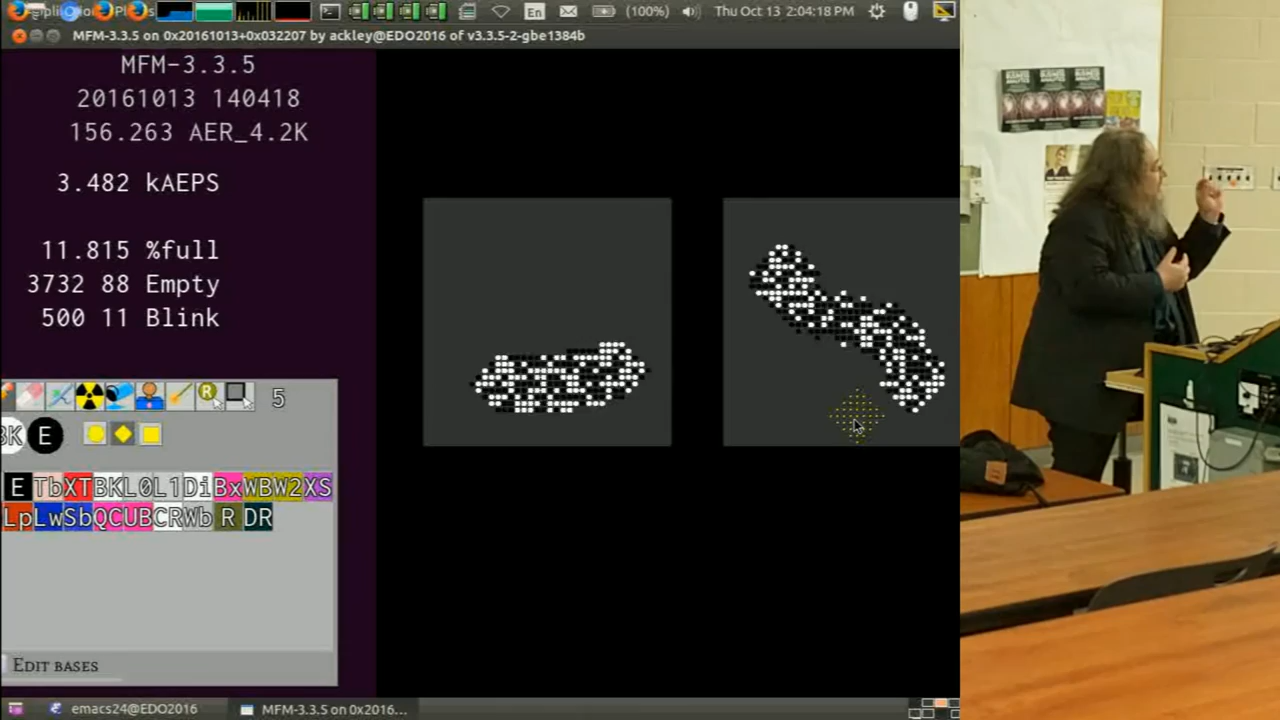 En (100%) Thu Oct 13 2:04:18 PM
MFM-3.3.5 on 0x20161013+0x032207 by ackley@EDO2016 of v3.3.5-2-gbe1384b
MFM-3.3.5
20161013 140418
156.263 AER_4.2K
3.482 kAEPS
11.815 %full
3732 88 Empty
500 11 Blink
R 5
BK E
E Tb XT BK L0 L1 Di Bx WB W2 XS
Lp Lw Sb QC UB CR Wb R DR
EDIT BASES
emacs24@EDO2016 MFM-3.3.5 on 0x2016...